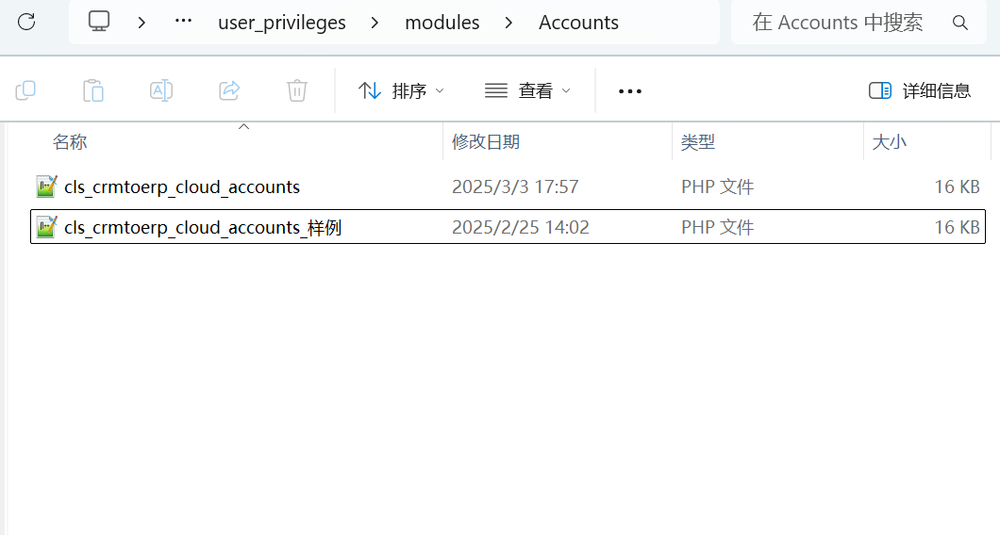 ··· user_privileges modules Accounts 在 Accounts 中搜索
排序 查看 ··· 详细信息
名称 修改日期 类型 大小
cls_crmtoerp_cloud_accounts 2025/3/3 17:57 PHP 文件 16 KB
cls_crmtoerp_cloud_accounts_样例 2025/2/25 14:02 PHP 文件 16 KB